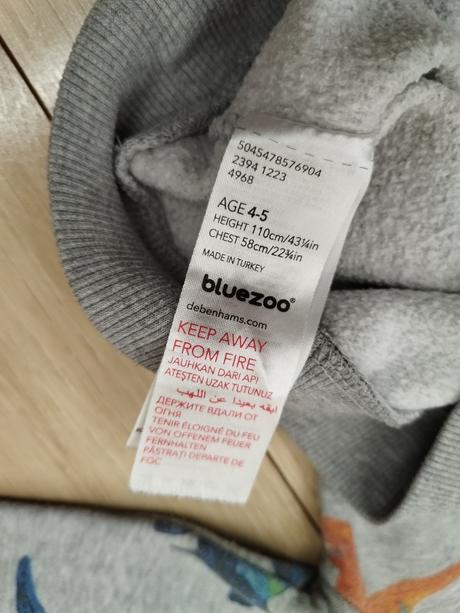 5045478576904
2394 1223
4968
AGE 4-5
HEIGHT 110cm/43¼in
CHEST 58cm/22¾in
MADE IN TURKEY
bluezoo®
debenhams.com
KEEP AWAY
FROM FIRE
JAUHKAN DARI API
ATEŞTEN UZAK TUTUNUZ
ابقه بعيدا عن اللهب
ДЕРЖИТЕ ВДАЛИ ОТ
ОГНЯ
TENIR ÉLOIGNÉ DU FEU
VON OFFENEM FEUER
FERNHALTEN
PĂSTRAŢI DEPARTE DE
FOC